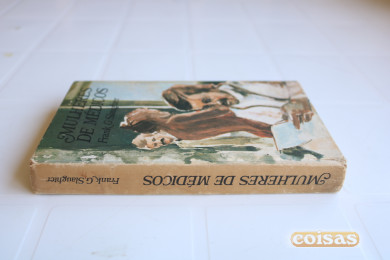 MULHERES
DE MÉDICOS
Frank G. Slaughter
MULHERES DE MÉDICOS
Frank G. Slaughter
coisas